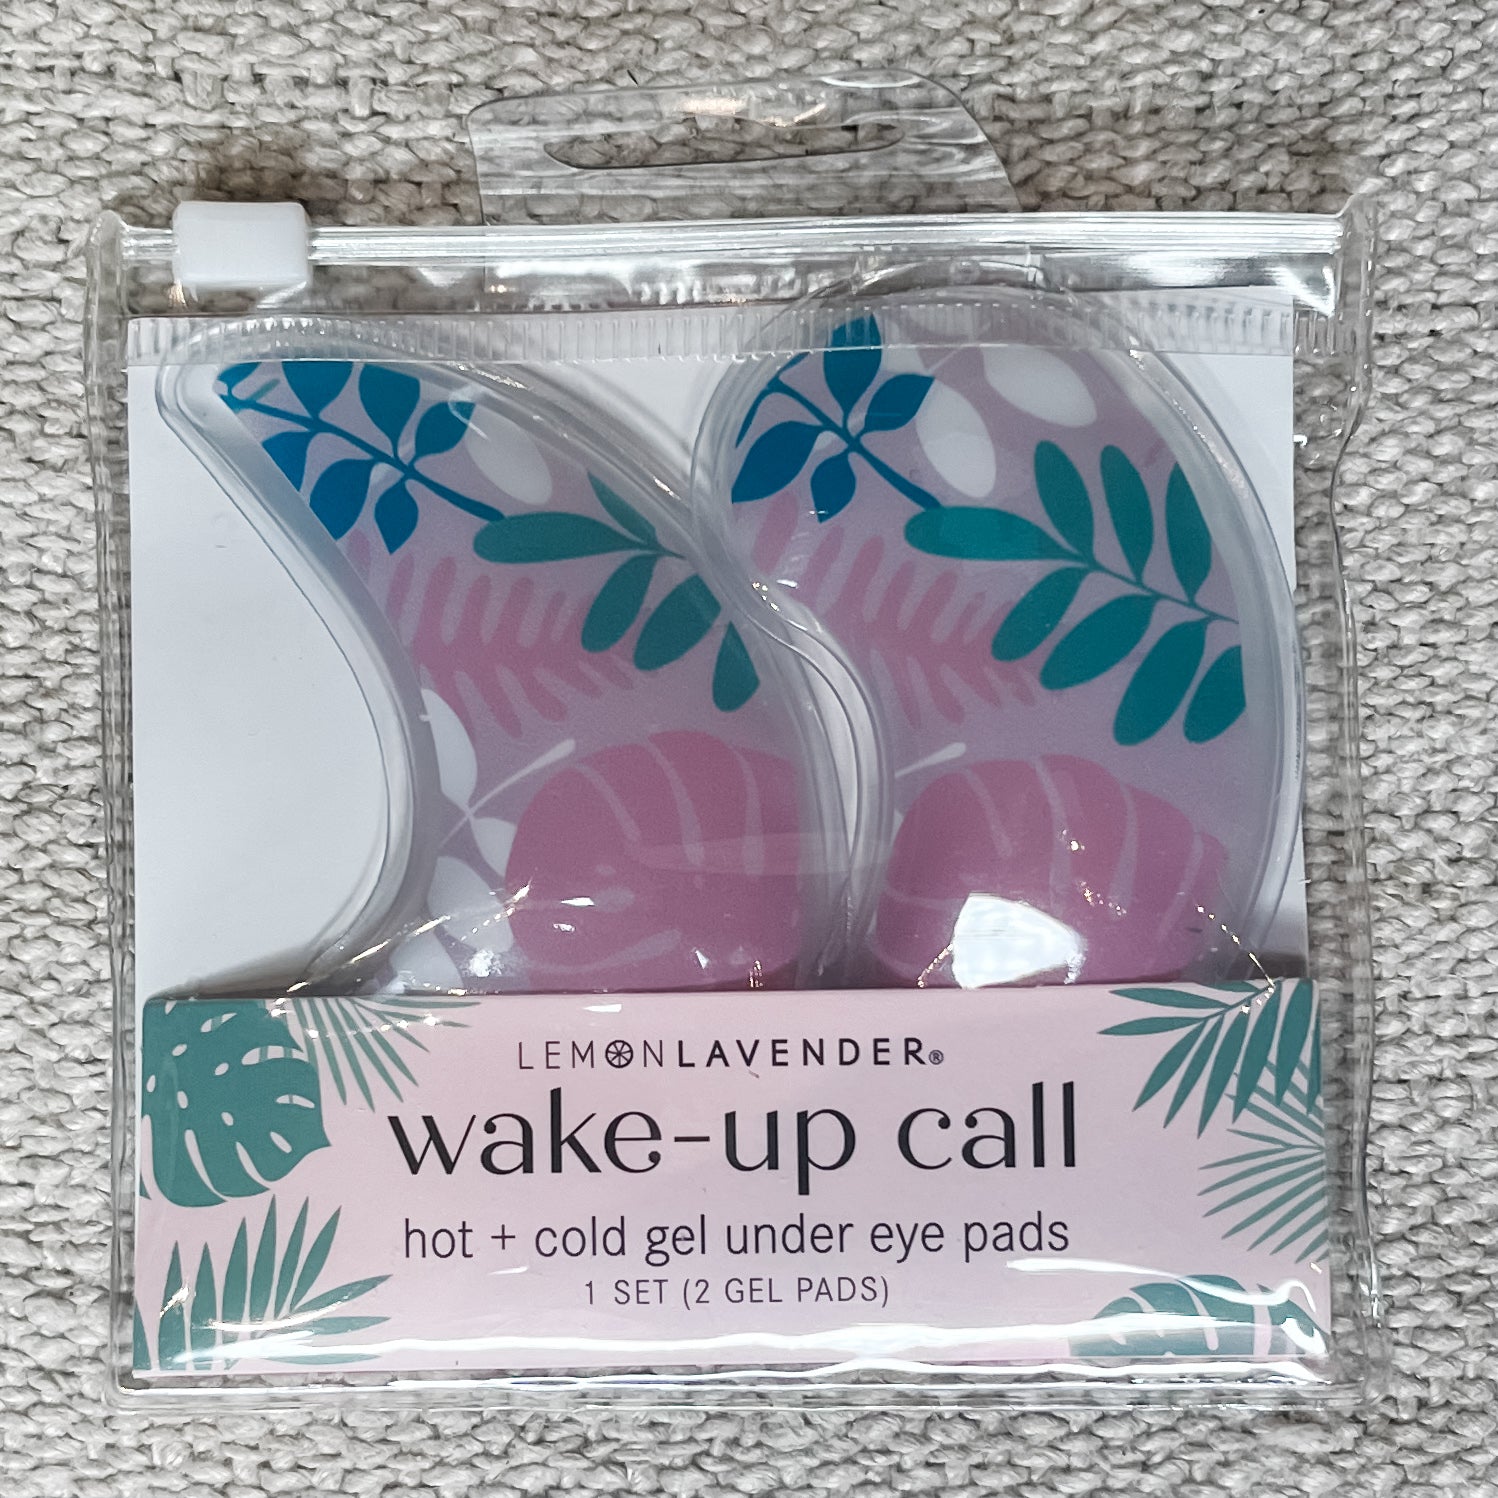 LEMONLAVENDER®
wake-up call
hot + cold gel under eye pads
1 SET (2 GEL PADS)